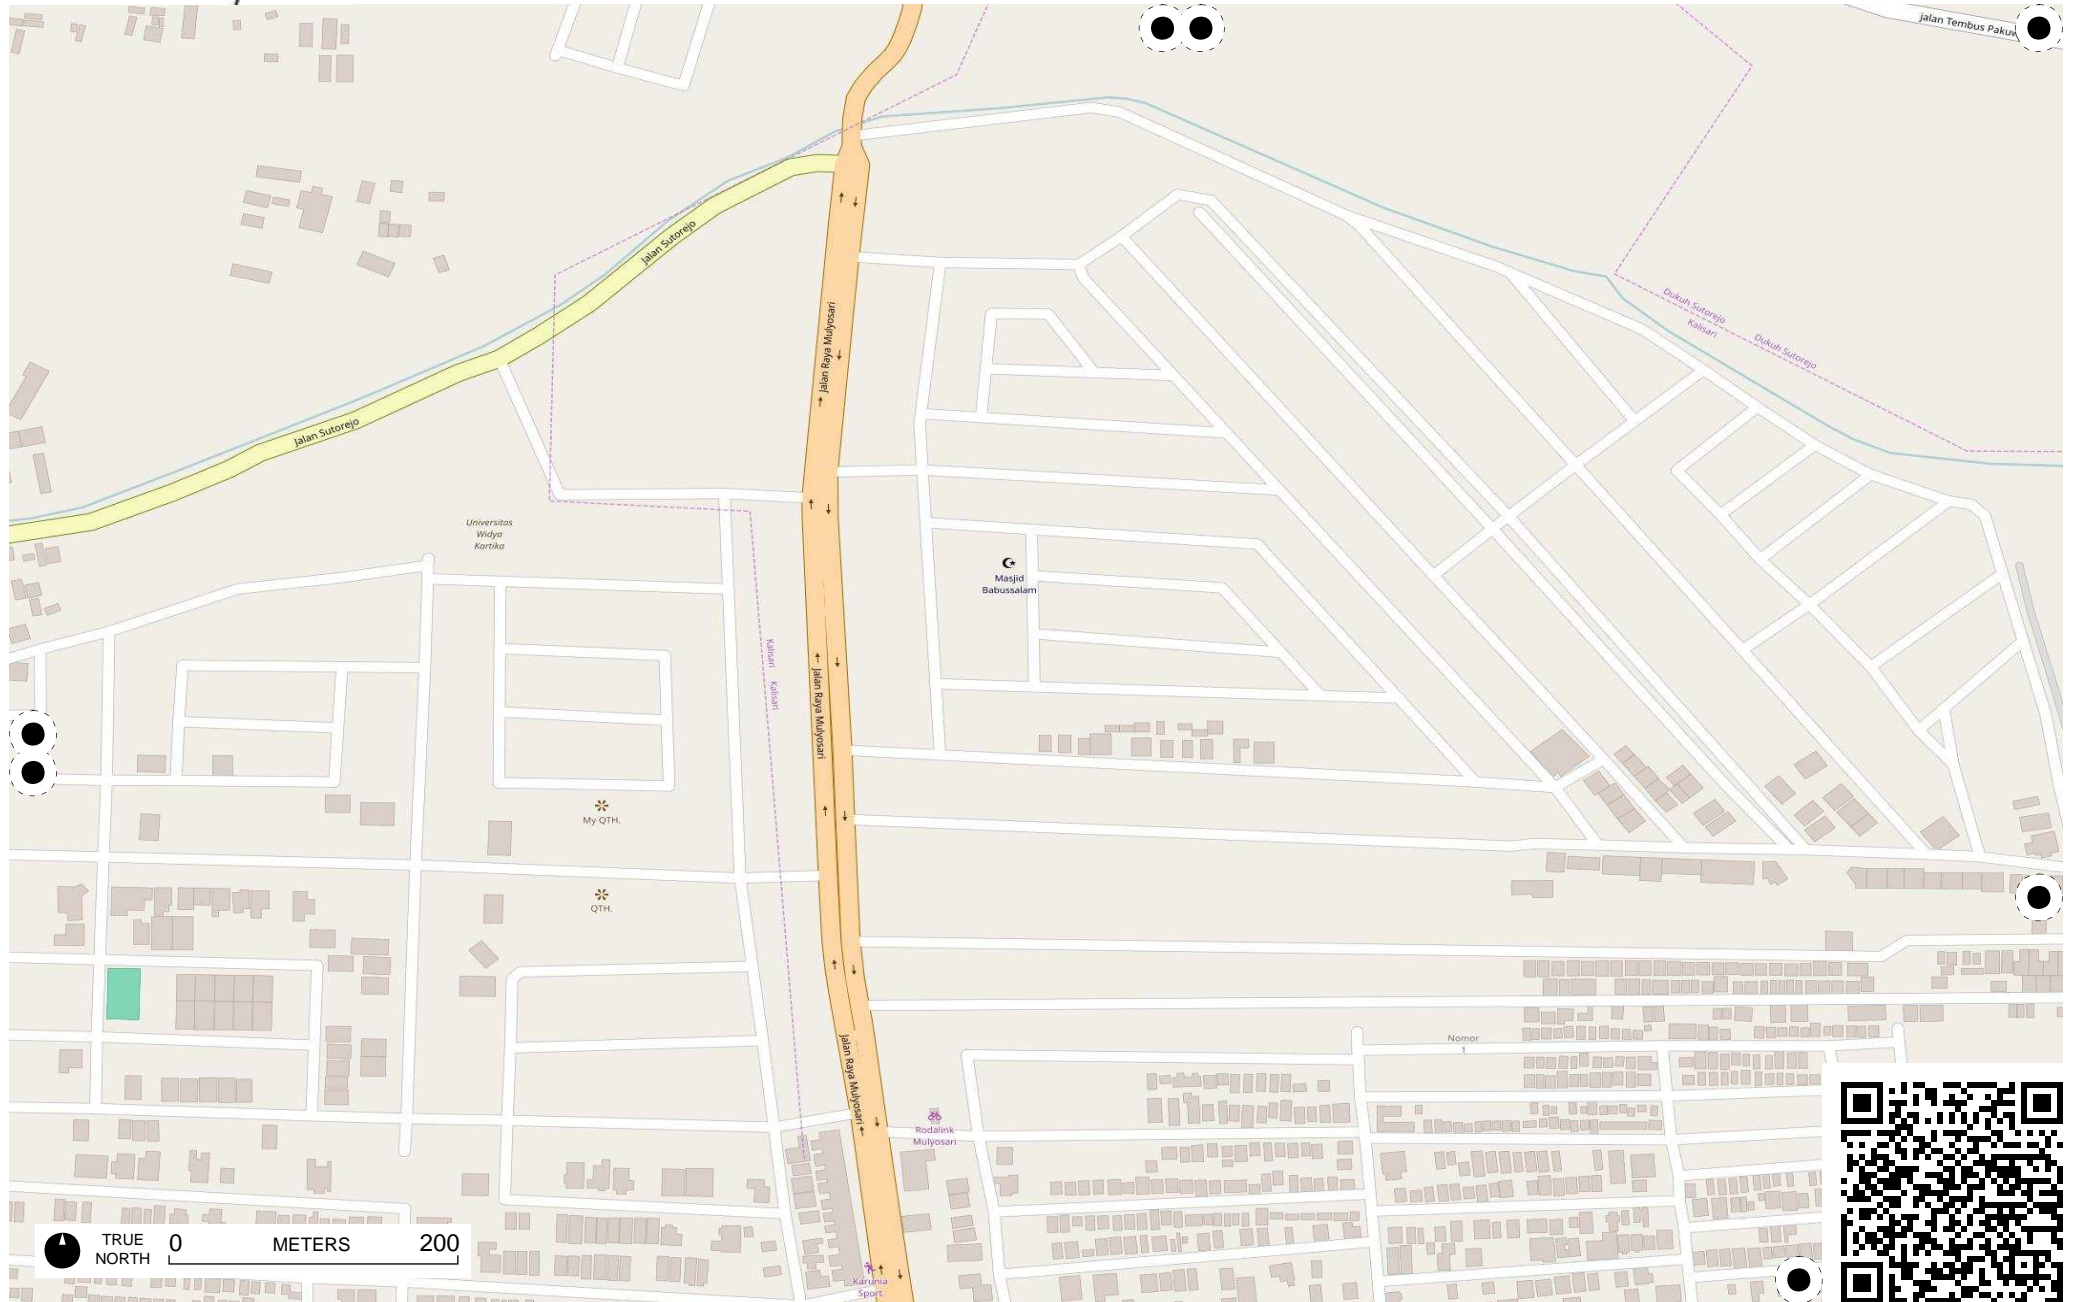 jalan Tembus Pakuw
Jalan Sutorejo
Jalan Raya Mulyosari
Dukuh Sutorejo
Kalisari
Dukuh Sutorejo
Jalan Sutorejo
Universitas
Widya
Kartika
Masjid
Babussalam
Kalisari
Kalisari
Jalan Raya Mulyosari
My QTH.
QTH.
Jalan Raya Mulyosari
Nomor
1
Rodalink
Mulyosari
TRUE
NORTH
0 METERS 200
Karunia
Sport